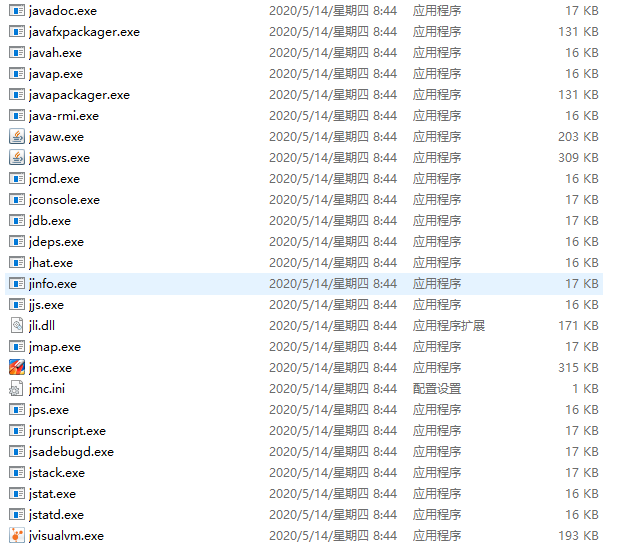 javadoc.exe 2020/5/14/星期四 8:44 应用程序 17 KB
javafxpackager.exe 2020/5/14/星期四 8:44 应用程序 131 KB
javah.exe 2020/5/14/星期四 8:44 应用程序 16 KB
javap.exe 2020/5/14/星期四 8:44 应用程序 16 KB
javapackager.exe 2020/5/14/星期四 8:44 应用程序 131 KB
java-rmi.exe 2020/5/14/星期四 8:44 应用程序 16 KB
javaw.exe 2020/5/14/星期四 8:44 应用程序 203 KB
javaws.exe 2020/5/14/星期四 8:44 应用程序 309 KB
jcmd.exe 2020/5/14/星期四 8:44 应用程序 16 KB
jconsole.exe 2020/5/14/星期四 8:44 应用程序 17 KB
jdb.exe 2020/5/14/星期四 8:44 应用程序 17 KB
jdeps.exe 2020/5/14/星期四 8:44 应用程序 16 KB
jhat.exe 2020/5/14/星期四 8:44 应用程序 16 KB
jinfo.exe 2020/5/14/星期四 8:44 应用程序 17 KB
jjs.exe 2020/5/14/星期四 8:44 应用程序 16 KB
jli.dll 2020/5/14/星期四 8:44 应用程序扩展 171 KB
jmap.exe 2020/5/14/星期四 8:44 应用程序 17 KB
jmc.exe 2020/5/14/星期四 8:44 应用程序 315 KB
jmc.ini 2020/5/14/星期四 8:44 配置设置 1 KB
jps.exe 2020/5/14/星期四 8:44 应用程序 16 KB
jrunscript.exe 2020/5/14/星期四 8:44 应用程序 17 KB
jsadebugd.exe 2020/5/14/星期四 8:44 应用程序 17 KB
jstack.exe 2020/5/14/星期四 8:44 应用程序 17 KB
jstat.exe 2020/5/14/星期四 8:44 应用程序 16 KB
jstatd.exe 2020/5/14/星期四 8:44 应用程序 16 KB
jvisualvm.exe 2020/5/14/星期四 8:44 应用程序 193 KB